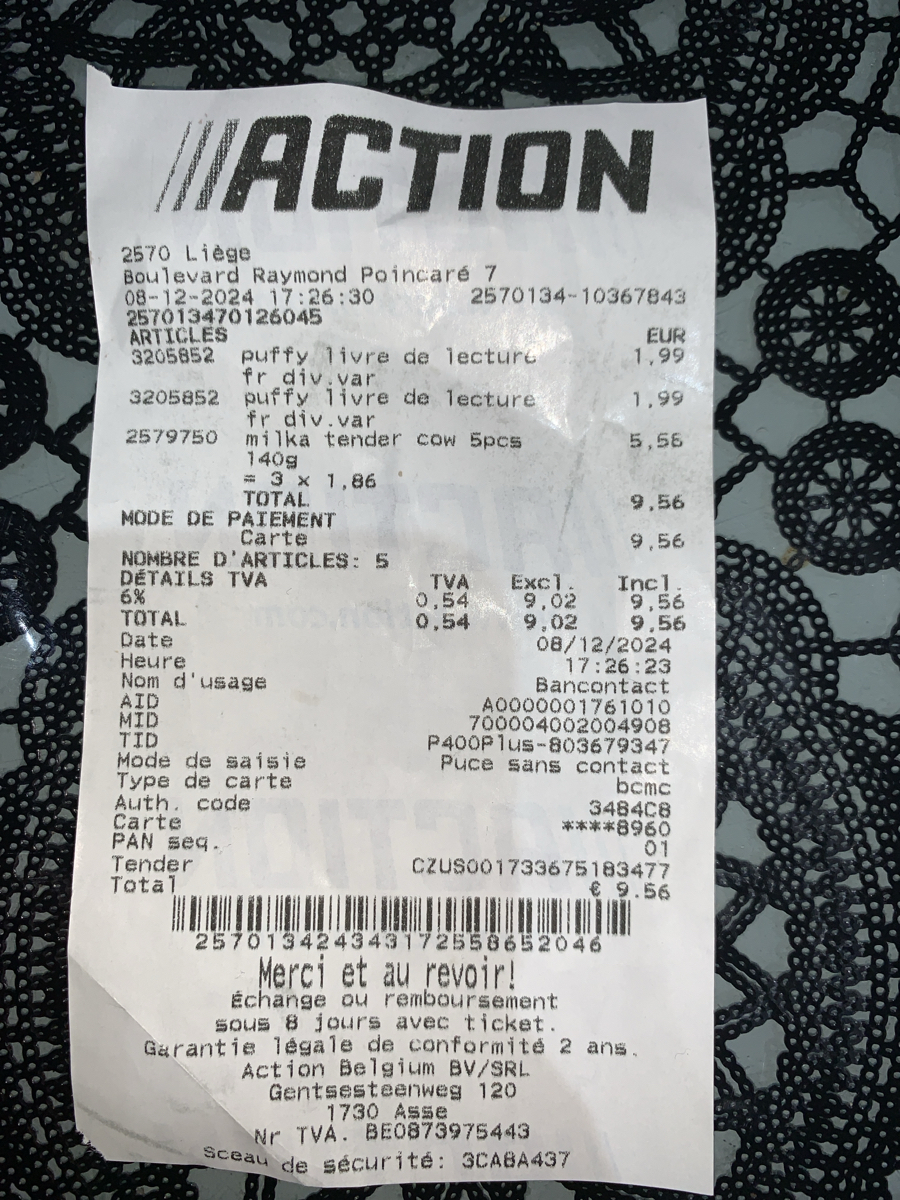 ///ACTION
2570 Liège
Boulevard Raymond Poincaré 7
08-12-2024 17:26:30 2570134-10367843
257013470126045
ARTICLES EUR
3205852 puffy livre de lecture 1,99
fr div.var
3205852 puffy livre de lecture 1,99
fr div.var
2579750 milka tender cow 5pcs 5,58
140g
= 3 x 1,86
TOTAL 9,56
MODE DE PAIEMENT
Carte 9,56
NOMBRE D'ARTICLES: 5
DÉTAILS TVA TVA Excl. Incl.
6% 0,54 9,02 9,56
TOTAL 0,54 9,02 9,56
Date 08/12/2024
Heure 17:26:23
Nom d'usage Bancontact
AID A0000001761010
MID 700004002004908
TID P400Plus-803679347
Mode de saisie Puce sans contact
Type de carte bcmc
Auth. code 3484C8
Carte ****8960
PAN seq. 01
Tender CZUS001733675183477
Total € 9.56
257013424343172558652046
Merci et au revoir!
Échange ou remboursement
sous 8 jours avec ticket.
Garantie légale de conformité 2 ans.
Action Belgium BV/SRL
Gentsesteenweg 120
1730 Asse
Nr TVA. BE0873975443
Sceau de sécurité: 3CA8A437